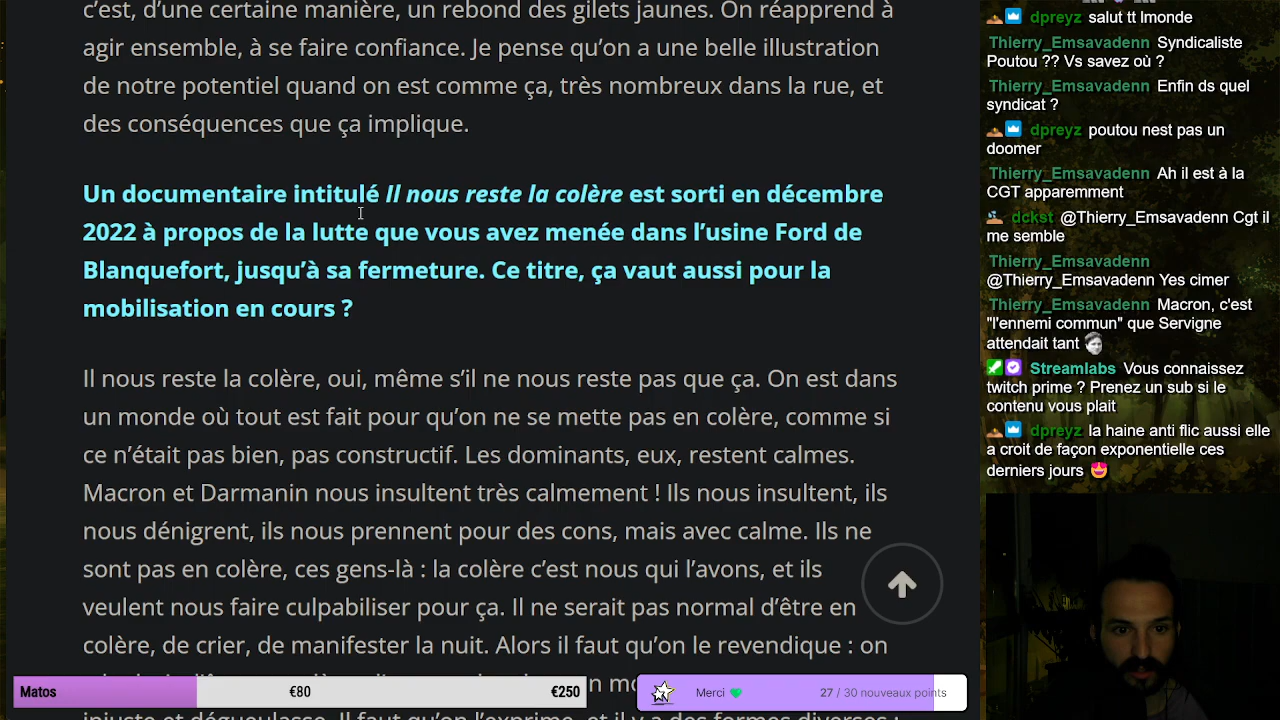 c'est, d'une certaine manière, un rebond des gilets jaunes. On réapprend à
agir ensemble, à se faire confiance. Je pense qu'on a une belle illustration
de notre potentiel quand on est comme ça, très nombreux dans la rue, et
des conséquences que ça implique.
Un documentaire intitulé Il nous reste la colère est sorti en décembre
2022 à propos de la lutte que vous avez menée dans l'usine Ford de
Blanquefort, jusqu'à sa fermeture. Ce titre, ça vaut aussi pour la
mobilisation en cours ?
Il nous reste la colère, oui, même s'il ne nous reste pas que ça. On est dans
un monde où tout est fait pour qu'on ne se mette pas en colère, comme si
ce n'était pas bien, pas constructif. Les dominants, eux, restent calmes.
Macron et Darmanin nous insultent très calmement ! Ils nous insultent, ils
nous dénigrent, ils nous prennent pour des cons, mais avec calme. Ils ne
sont pas en colère, ces gens-là : la colère c'est nous qui l'avons, et ils
veulent nous faire culpabiliser pour ça. Il ne serait pas normal d'être en
colère, de crier, de manifester la nuit. Alors il faut qu'on le revendique : on
Matos €80 €250
Merci 27 / 30 nouveaux points
dpreyz salut tt lmonde
Thierry_Emsavadenn Syndicaliste
Poutou ?? Vs savez où ?
Thierry_Emsavadenn Enfin ds quel
syndicat ?
dpreyz poutou nest pas un
doomer
Thierry_Emsavadenn Ah il est à la
CGT apparemment
dckst @Thierry_Emsavadenn Cgt il
me semble
Thierry_Emsavadenn
@Thierry_Emsavadenn Yes cimer
Thierry_Emsavadenn Macron, c'est
"l'ennemi commun" que Servigne
attendait tant
Streamlabs Vous connaissez
twitch prime ? Prenez un sub si le
contenu vous plait
dpreyz la haine anti flic aussi elle
a croit de façon exponentielle ces
derniers jours